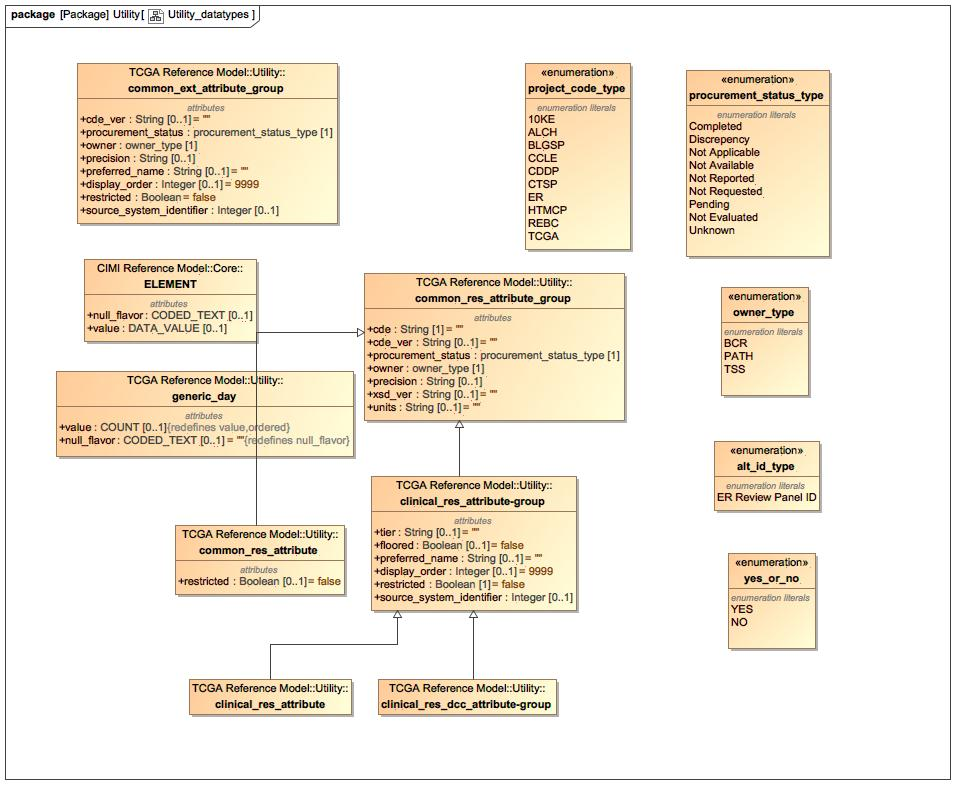 package [Package] Utility[ Utility_datatypes ]
TCGA Reference Model::Utility::
common_ext_attribute_group
attributes
+cde_ver : String [0..1] = ""
+procurement_status : procurement_status_type [1]
+owner : owner_type [1]
+precision : String [0..1]
+preferred_name : String [0..1] = ""
+display_order : Integer [0..1] = 9999
+restricted : Boolean = false
+source_system_identifier : Integer [0..1]
«enumeration»
project_code_type
enumeration literals
10KE
ALCH
BLGSP
CCLE
CDDP
CTSP
ER
HTMCP
REBC
TCGA
«enumeration»
procurement_status_type
enumeration literals
Completed
Discrepency
Not Applicable
Not Available
Not Reported
Not Requested
Pending
Not Evaluated
Unknown
CIMI Reference Model::Core::
ELEMENT
attributes
+null_flavor : CODED_TEXT [0..1]
+value : DATA_VALUE [0..1]
TCGA Reference Model::Utility::
common_res_attribute_group
attributes
+cde : String [1] = ""
+cde_ver : String [0..1] = ""
+procurement_status : procurement_status_type [1]
+owner : owner_type [1]
+precision : String [0..1]
+xsd_ver : String [0..1] = ""
+units : String [0..1] = ""
«enumeration»
owner_type
enumeration literals
BCR
PATH
TSS
TCGA Reference Model::Utility::
generic_day
attributes
+value : COUNT [0..1]{redefines value,ordered}
+null_flavor : CODED_TEXT [0..1] = ""{redefines null_flavor}
«enumeration»
alt_id_type
enumeration literals
ER Review Panel ID
TCGA Reference Model::Utility::
clinical_res_attribute-group
attributes
+tier : String [0..1] = ""
+floored : Boolean [0..1] = false
+preferred_name : String [0..1] = ""
+display_order : Integer [0..1] = 9999
+restricted : Boolean [1] = false
+source_system_identifier : Integer [0..1]
TCGA Reference Model::Utility::
common_res_attribute
attributes
+restricted : Boolean [0..1] = false
«enumeration»
yes_or_no
enumeration literals
YES
NO
TCGA Reference Model::Utility::
clinical_res_attribute
TCGA Reference Model::Utility::
clinical_res_dcc_attribute-group